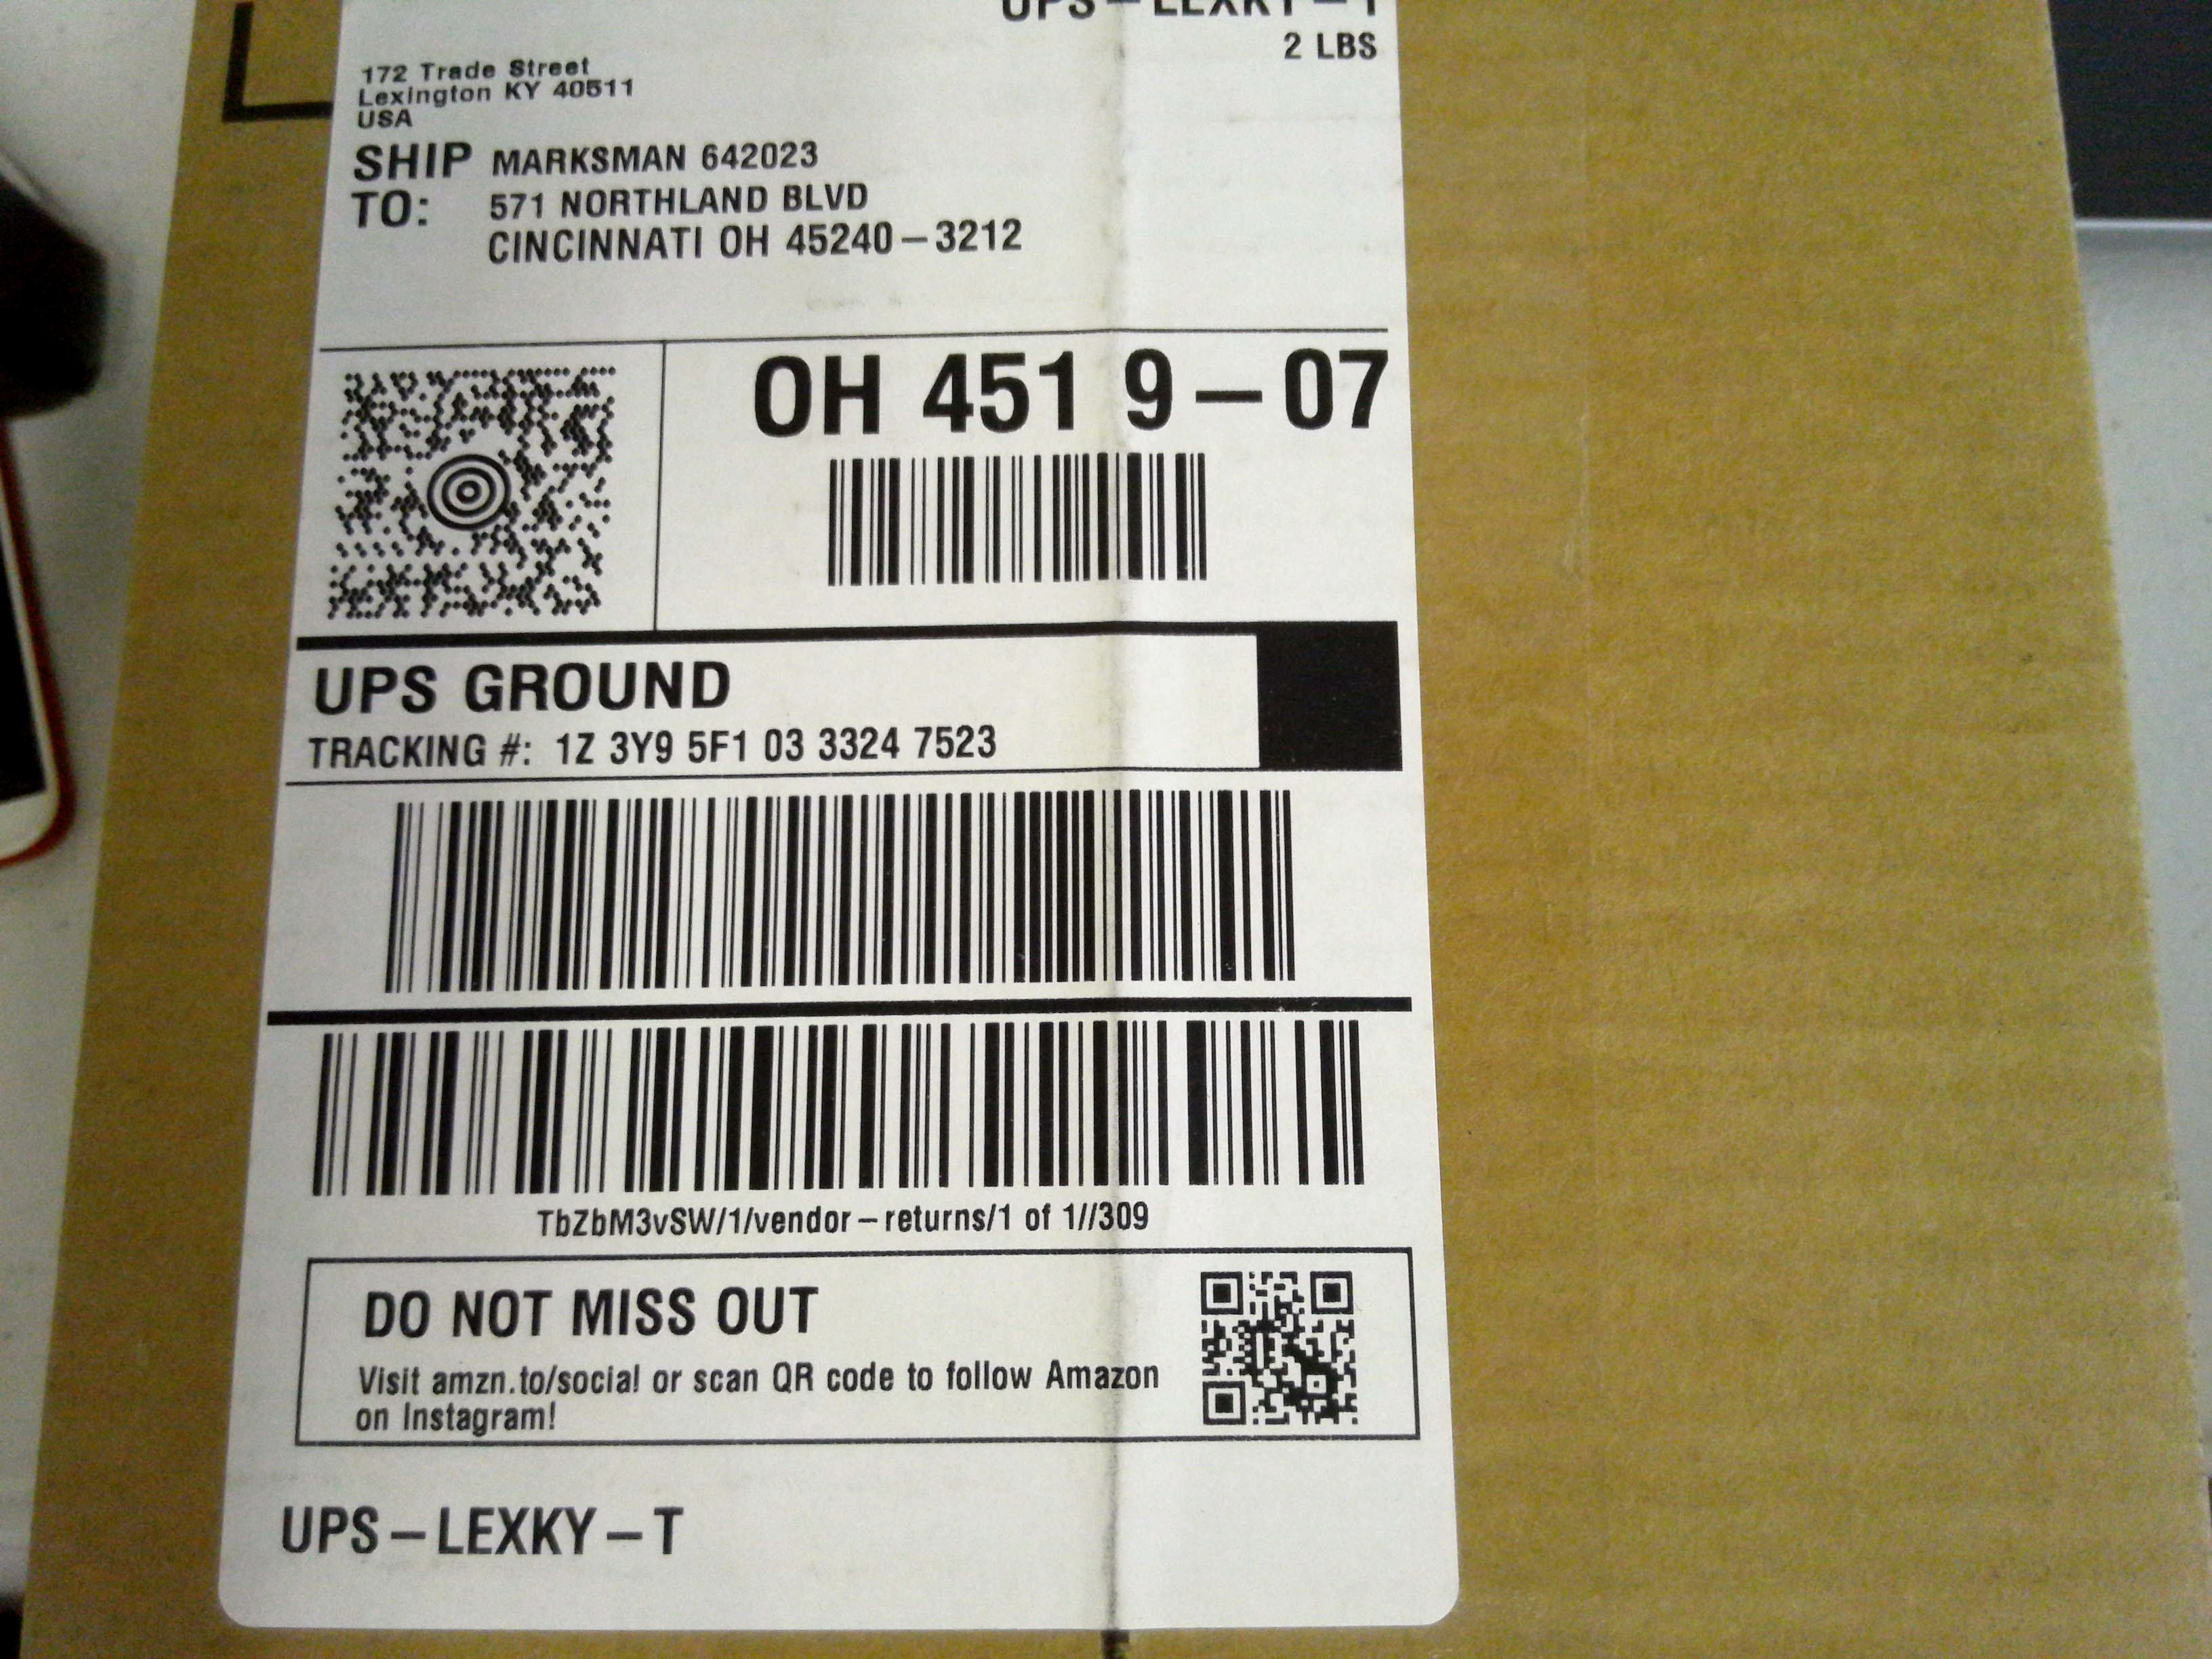 UPS-LEXKY-T
2 LBS
172 Trade Street
Lexington KY 40511
USA
SHIP TO: MARKSMAN 642023
571 NORTHLAND BLVD
CINCINNATI OH 45240-3212
OH 451 9-07
UPS GROUND
TRACKING #: 1Z 3Y9 5F1 03 3324 7523
TbZbM3vSW/1/vendor-returns/1 of 1//309
DO NOT MISS OUT
Visit amzn.to/social or scan QR code to follow Amazon
on Instagram!
UPS-LEXKY-T